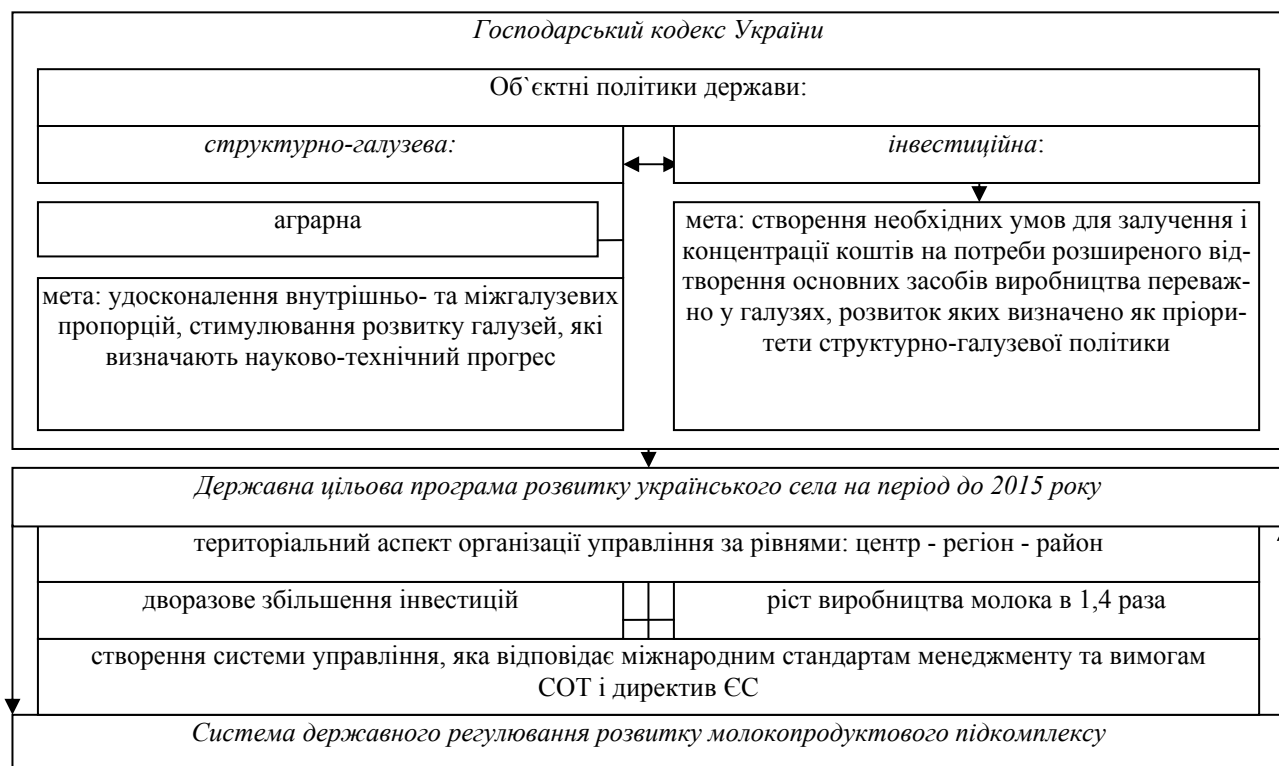 Господарський кодекс України
Об`єктні політики держави:
структурно-галузева:
інвестиційна:
аграрна
мета: удосконалення внутрішньо- та міжгалузевих
пропорцій, стимулювання розвитку галузей, які
визначають науково-технічний прогрес
мета: створення необхідних умов для залучення і
концентрації коштів на потреби розширеного від-
творення основних засобів виробництва переваж-
но у галузях, розвиток яких визначено як пріори-
тети структурно-галузевої політики
Державна цільова програма розвитку українського села на період до 2015 року
територіальний аспект організації управління за рівнями: центр - регіон - район
дворазове збільшення інвестицій
ріст виробництва молока в 1,4 раза
створення системи управління, яка відповідає міжнародним стандартам менеджменту та вимогам
СОТ і директив ЄС
Система державного регулювання розвитку молокопродуктового підкомплексу